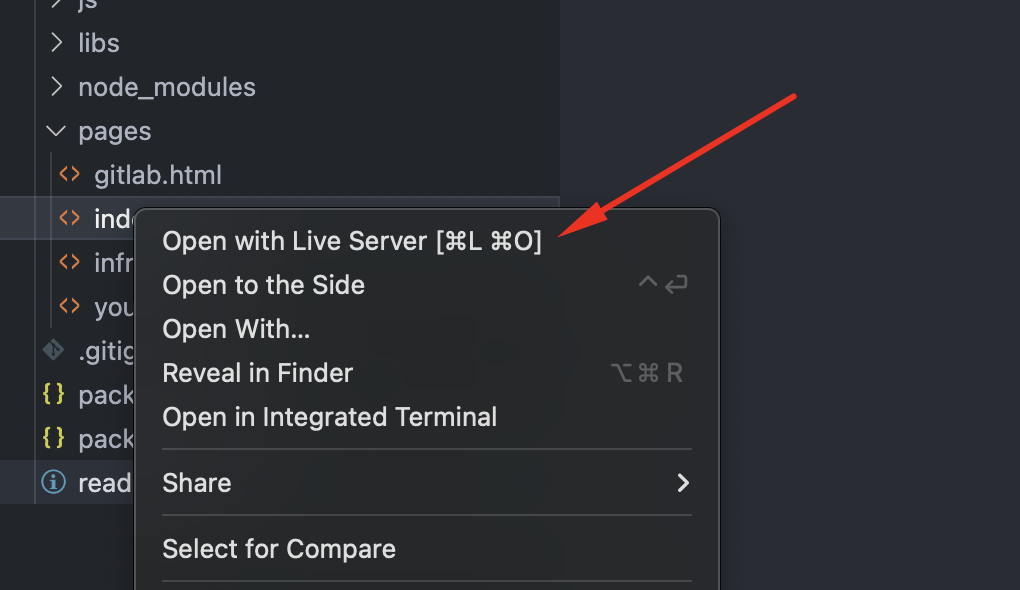 js
libs
node_modules
pages
gitlab.html
Open with Live Server [⌘L ⌘O]
Open to the Side ^⏎
Open With...
Reveal in Finder ⌥⌘R
Open in Integrated Terminal
Share
Select for Compare
inde
infr
you
.gitig
pack
pack
read